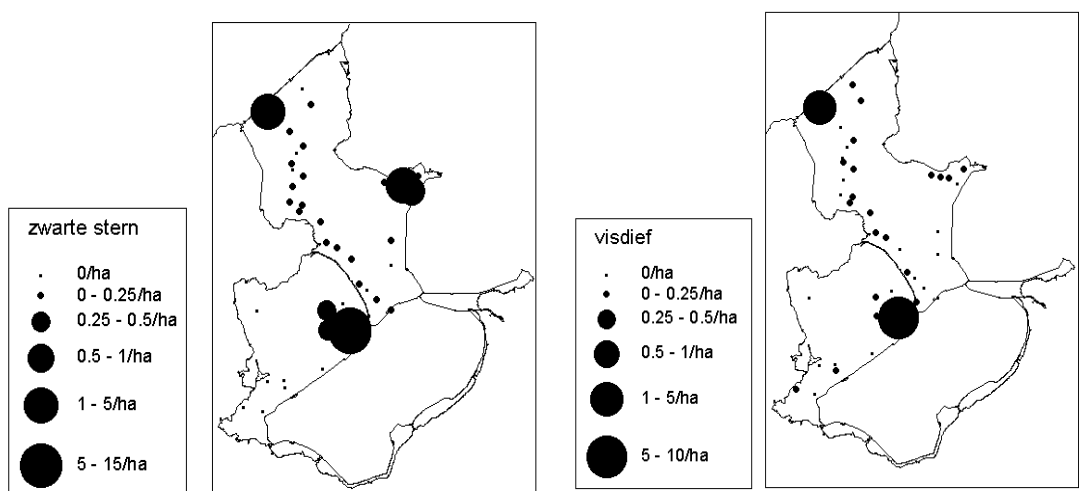 zwarte stern
0/ha
0 - 0.25/ha
0.25 - 0.5/ha
0.5 - 1/ha
1 - 5/ha
5 - 15/ha
visdief
0/ha
0 - 0.25/ha
0.25 - 0.5/ha
0.5 - 1/ha
1 - 5/ha
5 - 10/ha